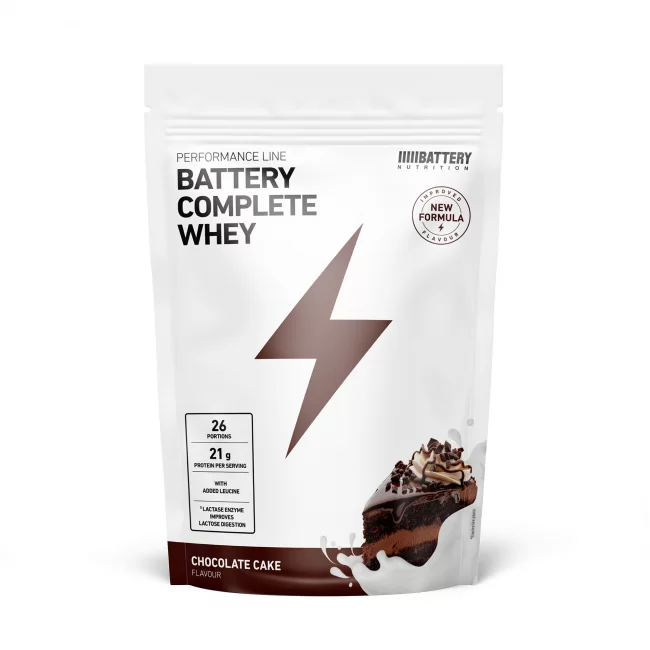 PERFORMANCE LINE
BATTERY
COMPLETE
WHEY
BATTERY
NUTRITION
IMPROVED
NEW
FORMULA
FLAVOUR
26
PORTIONS
21 g
PROTEIN PER SERVING
WITH
ADDED LEUCINE
¹LACTASE ENZYME
IMPROVES
LACTOSE DIGESTION
CHOCOLATE CAKE
FLAVOUR